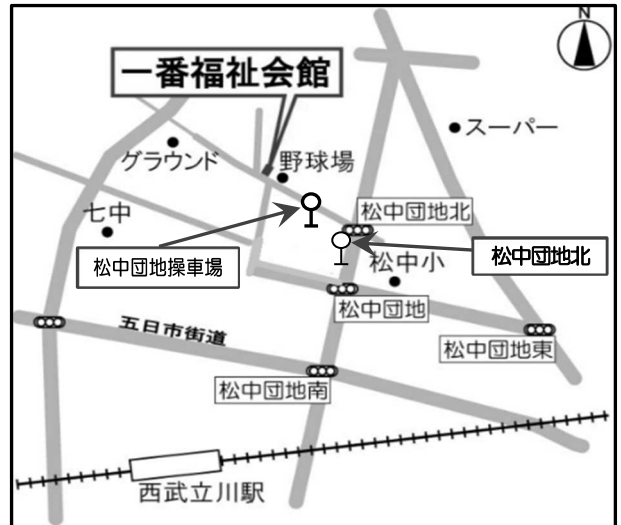 N
一番福祉会館
スーパー
グラウンド
野球場
七中
松中団地北
松中団地操車場
松中団地北
松中小
松中団地
五日市街道
松中団地東
松中団地南
西武立川駅